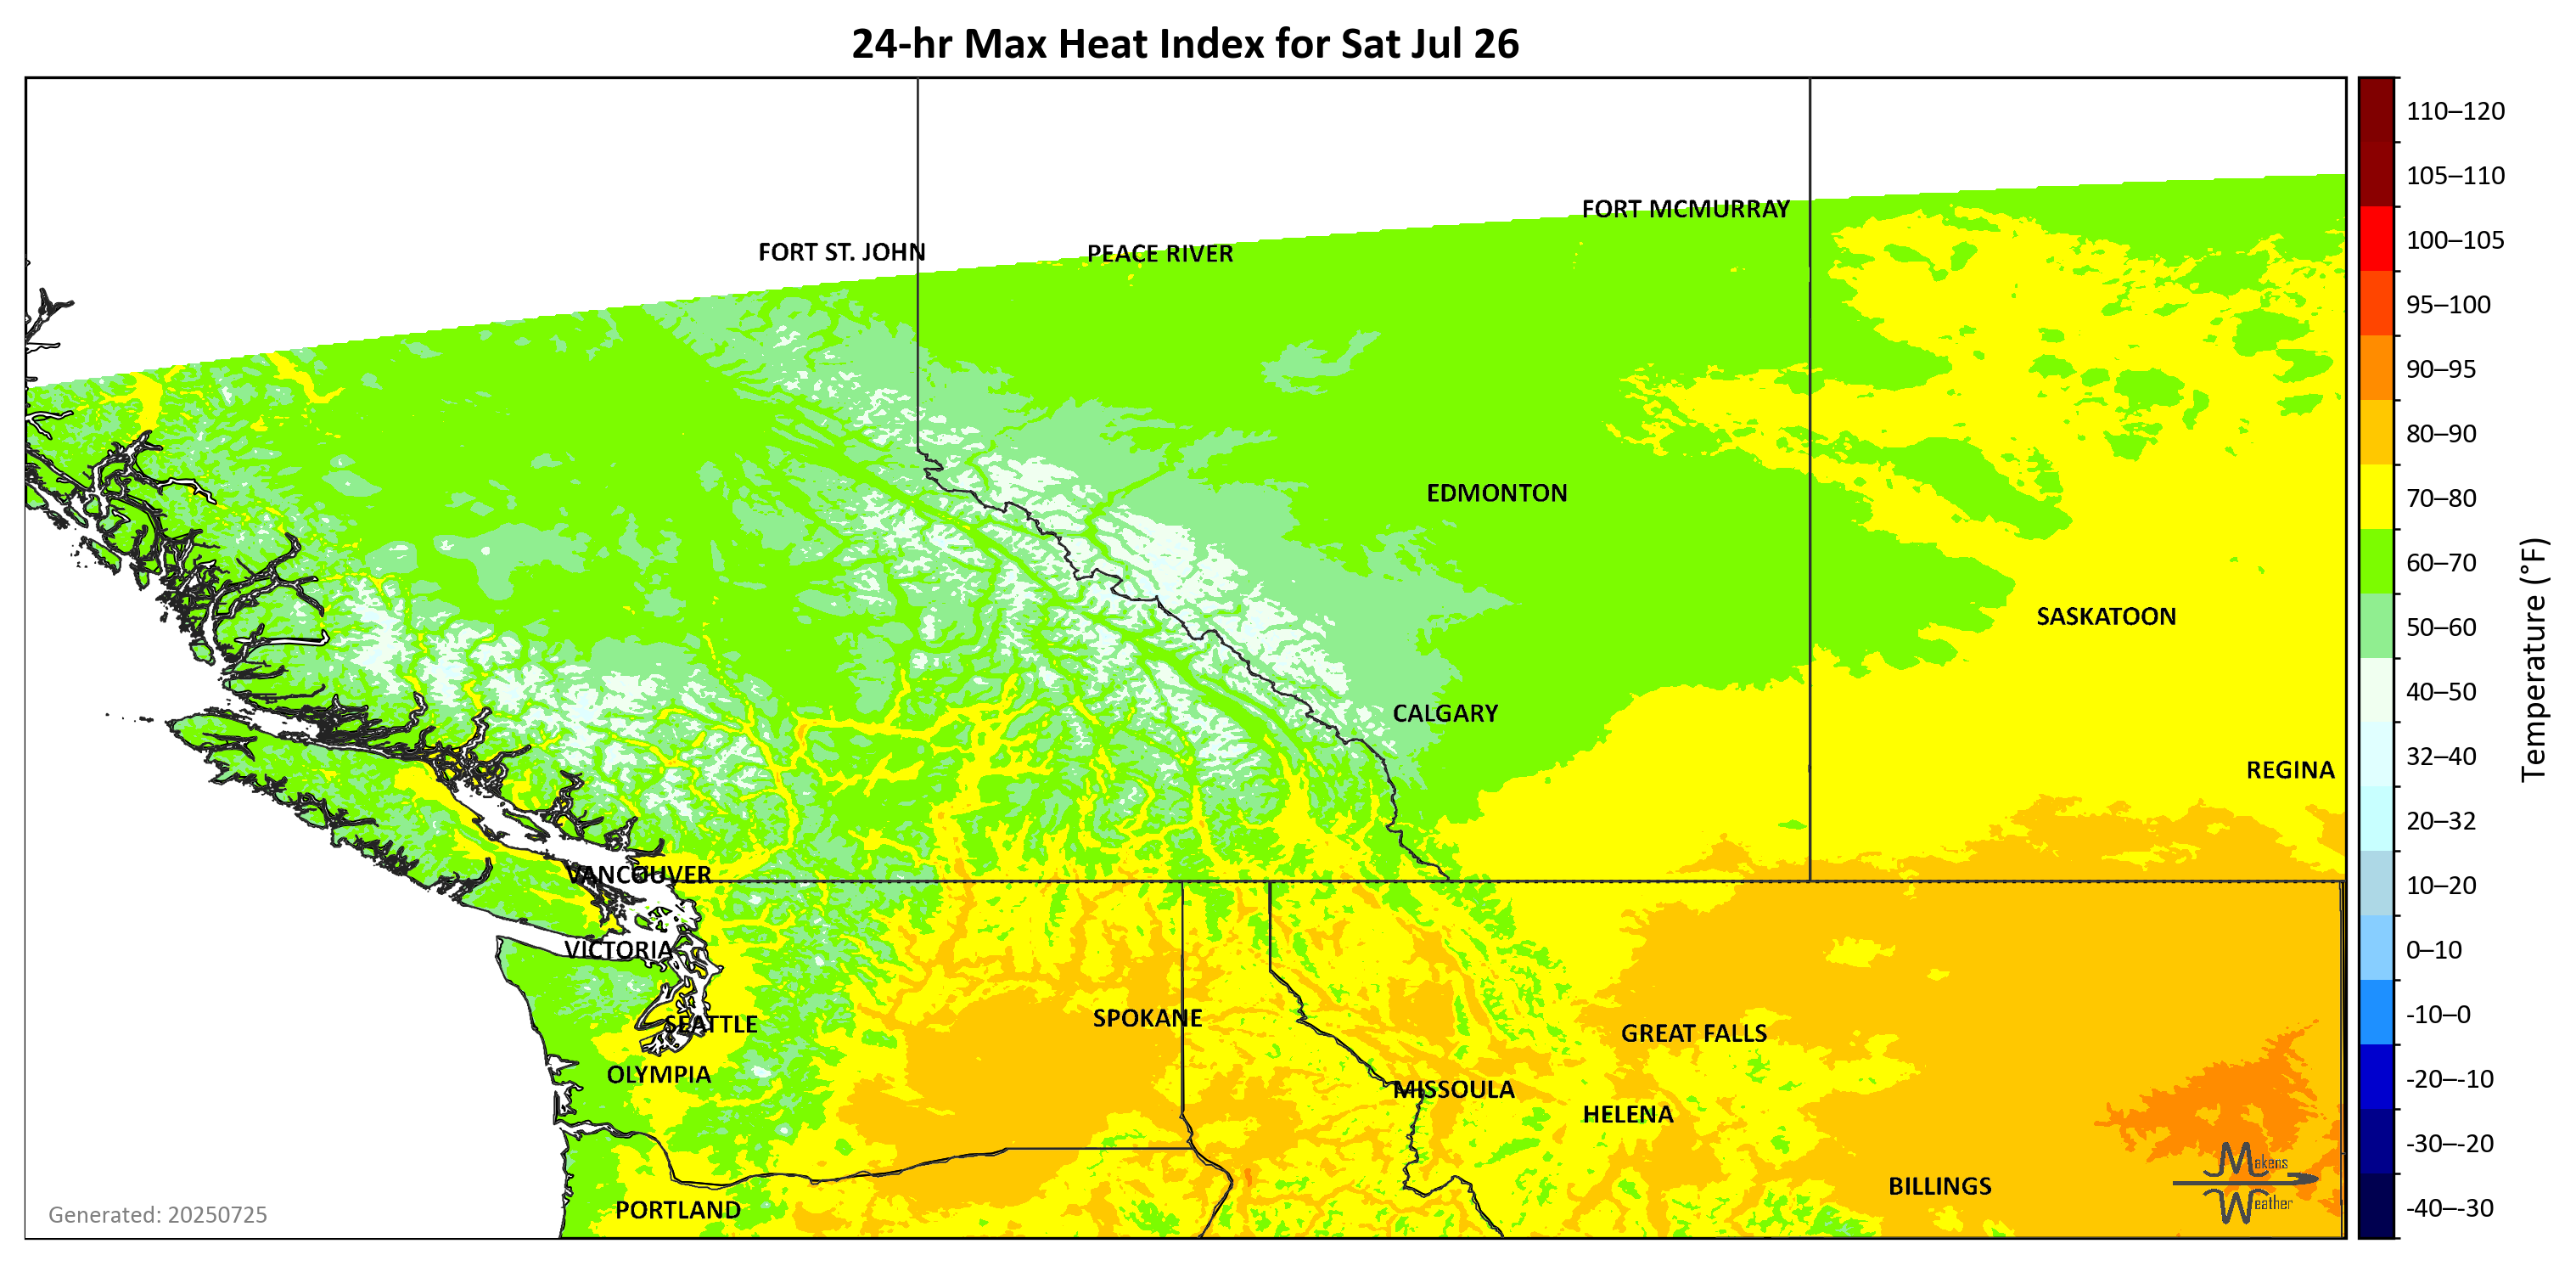 24-hr Max Heat Index for Sat Jul 26
FORT MCMURRAY
FORT ST. JOHN
PEACE RIVER
EDMONTON
SASKATOON
CALGARY
REGINA
VANCOUVER
VICTORIA
SPOKANE
SEATTLE
GREAT FALLS
OLYMPIA
MISSOULA
HELENA
BILLINGS
PORTLAND
Makens
Weather
Generated: 20250725
110–120
105–110
100–105
95–100
90–95
80–90
70–80
60–70
50–60
40–50
32–40
20–32
10–20
0–10
-10–0
-20–-10
-30–-20
-40–-30
Temperature (°F)